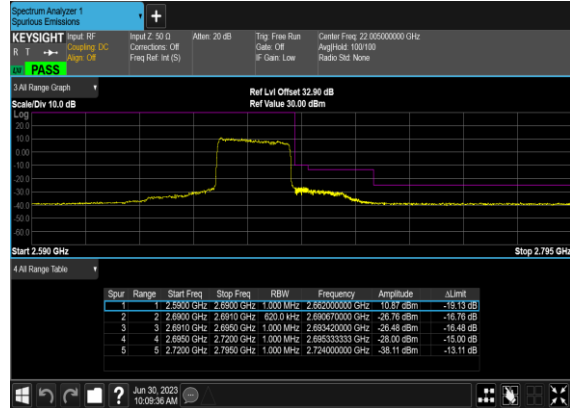 Spectrum Analyzer 1
Spurious Emissions
+
KEYSIGHT Input: RF Input Z: 50 Ω Atten: 20 dB Trig: Free Run Center Freq: 22.005000000 GHz
R T Coupling: DC Corrections: Off Gate: Off Avg|Hold: 100/100
Align: Off Freq Ref: Int (S) IF Gain: Low Radio Std: None
LW PASS
3 All Range Graph
Ref Lvl Offset 32.90 dB
Scale/Div 10.0 dB Ref Value 30.00 dBm
Log
20.0
10.0
0.00
-10.0
-20.0
-30.0
-40.0
-50.0
-60.0
Start 2.590 GHz Stop 2.795 GHz
4 All Range Table
Spur Range Start Freq Stop Freq RBW Frequency Amplitude ΔLimit
1 1 2.5900 GHz 2.6900 GHz 1.000 MHz 2.662000000 GHz 10.87 dBm -19.13 dB
2 2 2.6900 GHz 2.6910 GHz 620.0 kHz 2.690670000 GHz -26.76 dBm -16.76 dB
3 3 2.6910 GHz 2.6950 GHz 1.000 MHz 2.693420000 GHz -26.48 dBm -16.48 dB
4 4 2.6950 GHz 2.7200 GHz 1.000 MHz 2.695333333 GHz -28.00 dBm -15.00 dB
5 5 2.7200 GHz 2.7950 GHz 1.000 MHz 2.724000000 GHz -38.11 dBm -13.11 dB
? Jun 30, 2023
10:09:36 AM